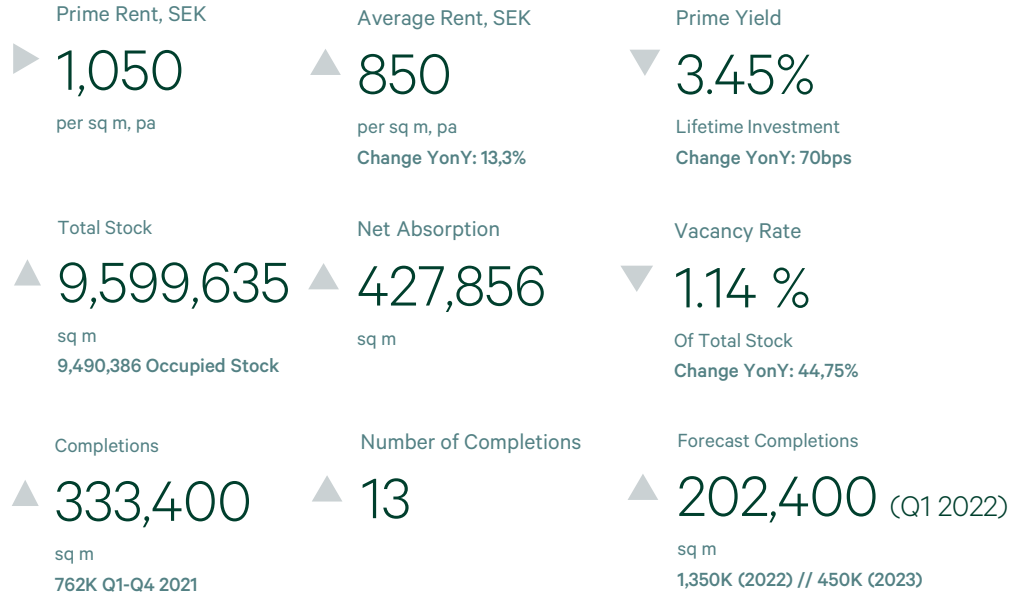 Prime Rent, SEK
1,050
per sq m, pa
Average Rent, SEK
850
per sq m, pa
Change YonY: 13,3%
Prime Yield
3.45%
Lifetime Investment
Change YonY: 70bps
Total Stock
9,599,635
sq m
9,490,386 Occupied Stock
Net Absorption
427,856
sq m
Vacancy Rate
1.14 %
Of Total Stock
Change YonY: 44,75%
Completions
333,400
sq m
762K Q1-Q4 2021
Number of Completions
13
Forecast Completions
202,400 (Q1 2022)
sq m
1,350K (2022) // 450K (2023)